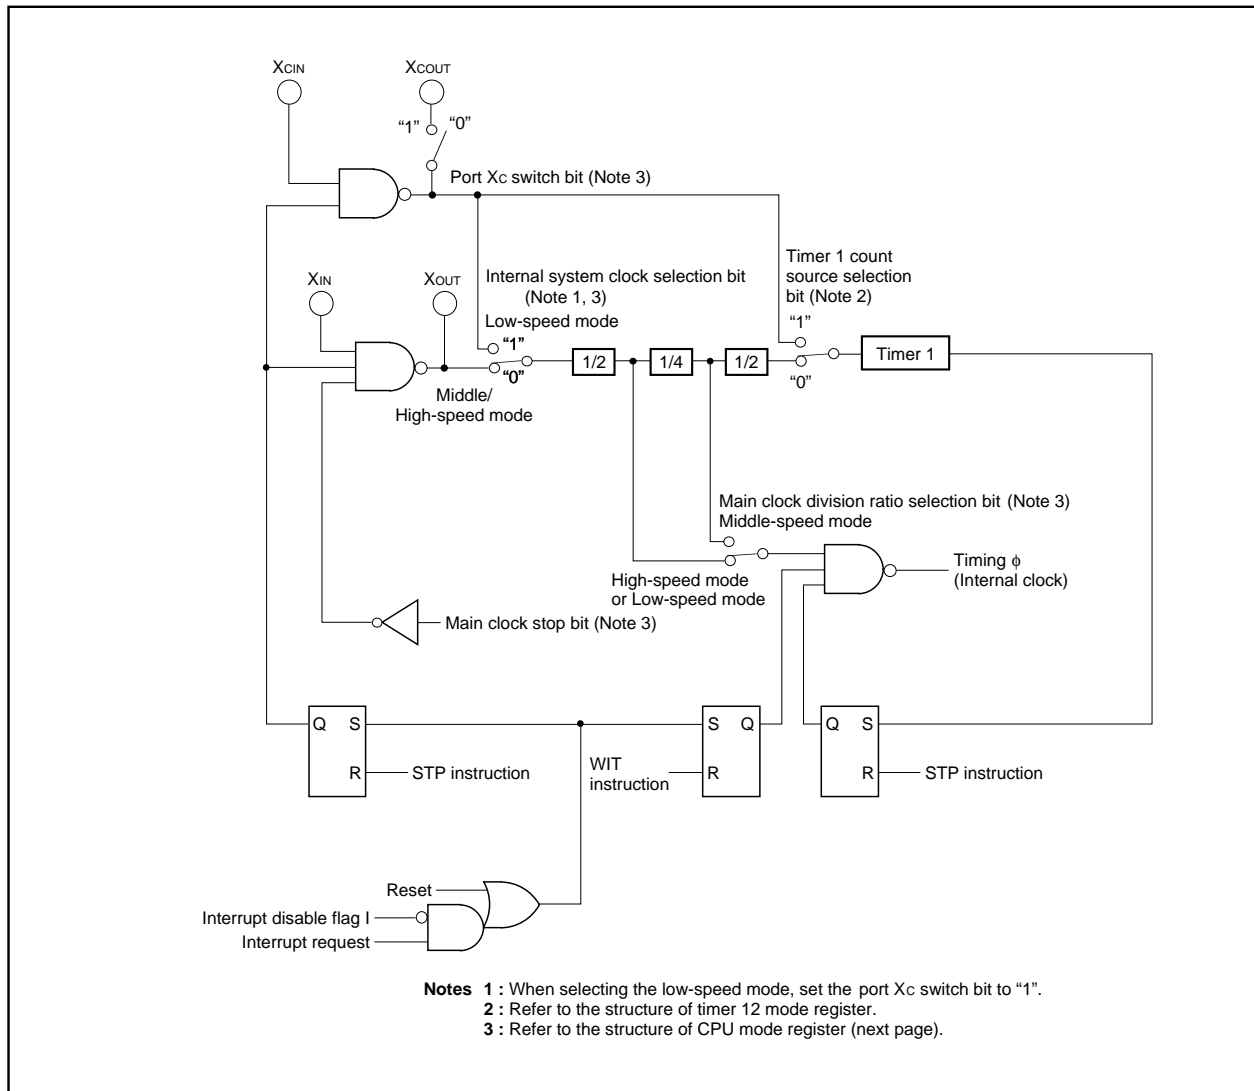 XCIN
XCOUT
“1”
“0”
Port XC switch bit (Note 3)
XIN
XOUT
Internal system clock selection bit
(Note 1, 3)
Low-speed mode
“1”
“0”
Middle/
High-speed mode
1/2
1/4
1/2
Timer 1 count
source selection
bit (Note 2)
“1”
“0”
Timer 1
Main clock division ratio selection bit (Note 3)
Middle-speed mode
High-speed mode
or Low-speed mode
Timing ϕ
(Internal clock)
Main clock stop bit (Note 3)
Q S
R
STP instruction
S Q
R
WIT
instruction
Q S
R
STP instruction
Reset
Interrupt disable flag I
Interrupt request
Notes 1 : When selecting the low-speed mode, set the port XC switch bit to “1”.
2 : Refer to the structure of timer 12 mode register.
3 : Refer to the structure of CPU mode register (next page).